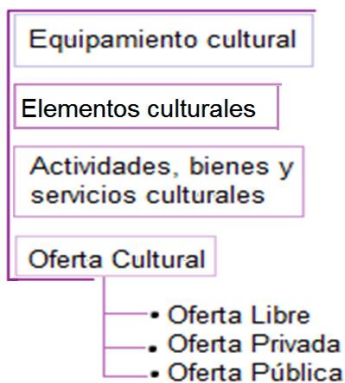 Equipamiento cultural
Elementos culturales
Actividades, bienes y
servicios culturales
Oferta Cultural
• Oferta Libre
• Oferta Privada
• Oferta Pública